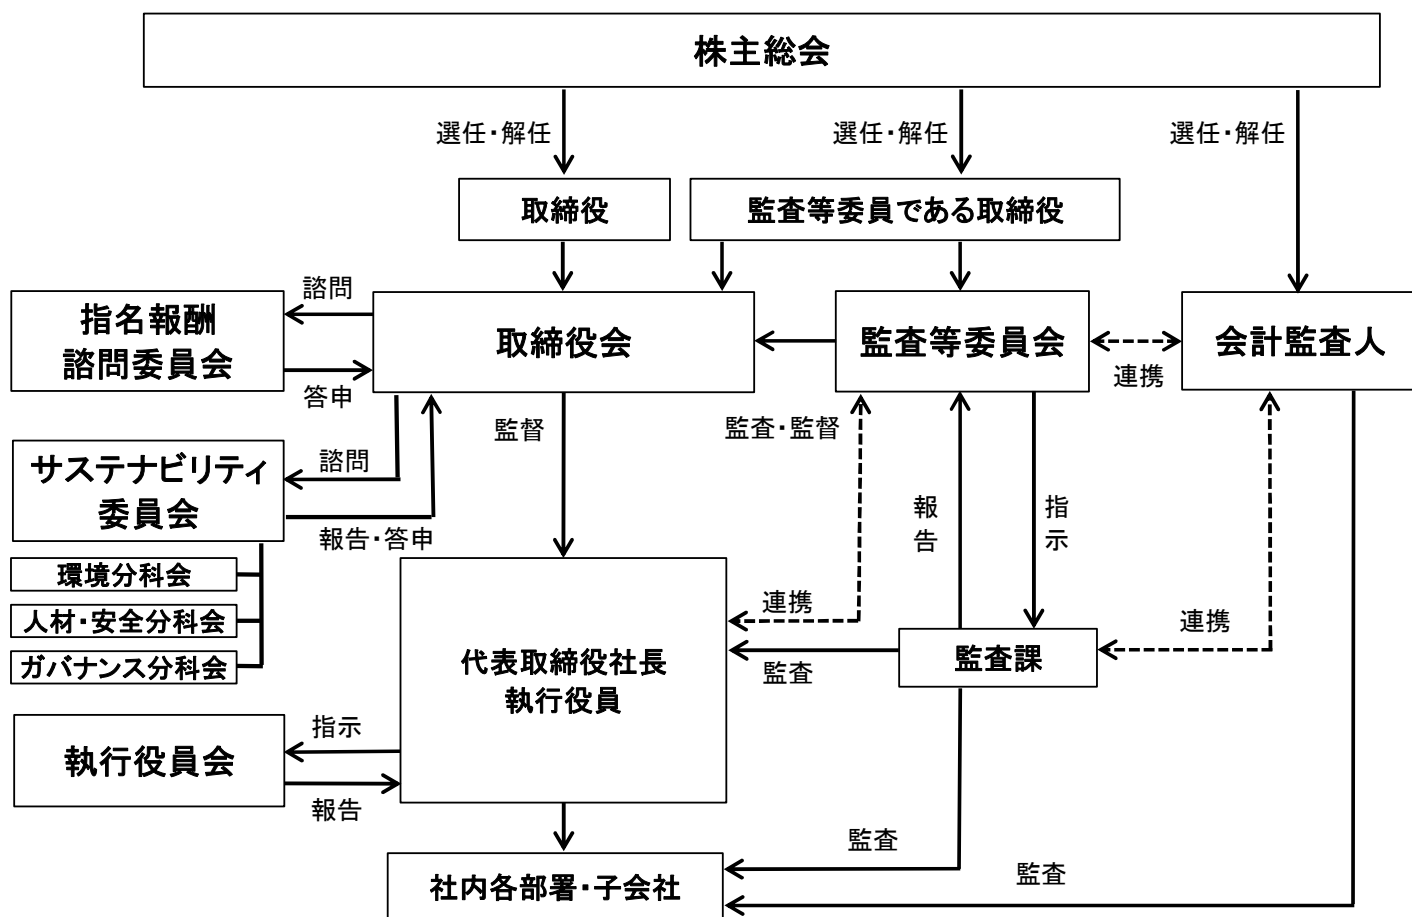 株主総会
選任・解任
選任・解任
選任・解任
取締役
監査等委員である取締役
諮問
指名報酬
諮問委員会
取締役会
監査等委員会
会計監査人
連携
答申
監督
監査・監督
サステナビリティ
委員会
諮問
報告・答申
報告
指示
環境分科会
人材・安全分科会
ガバナンス分科会
連携
連携
代表取締役社長
執行役員
監査
監査課
執行役員会
指示
報告
監査
監査
社内各部署・子会社